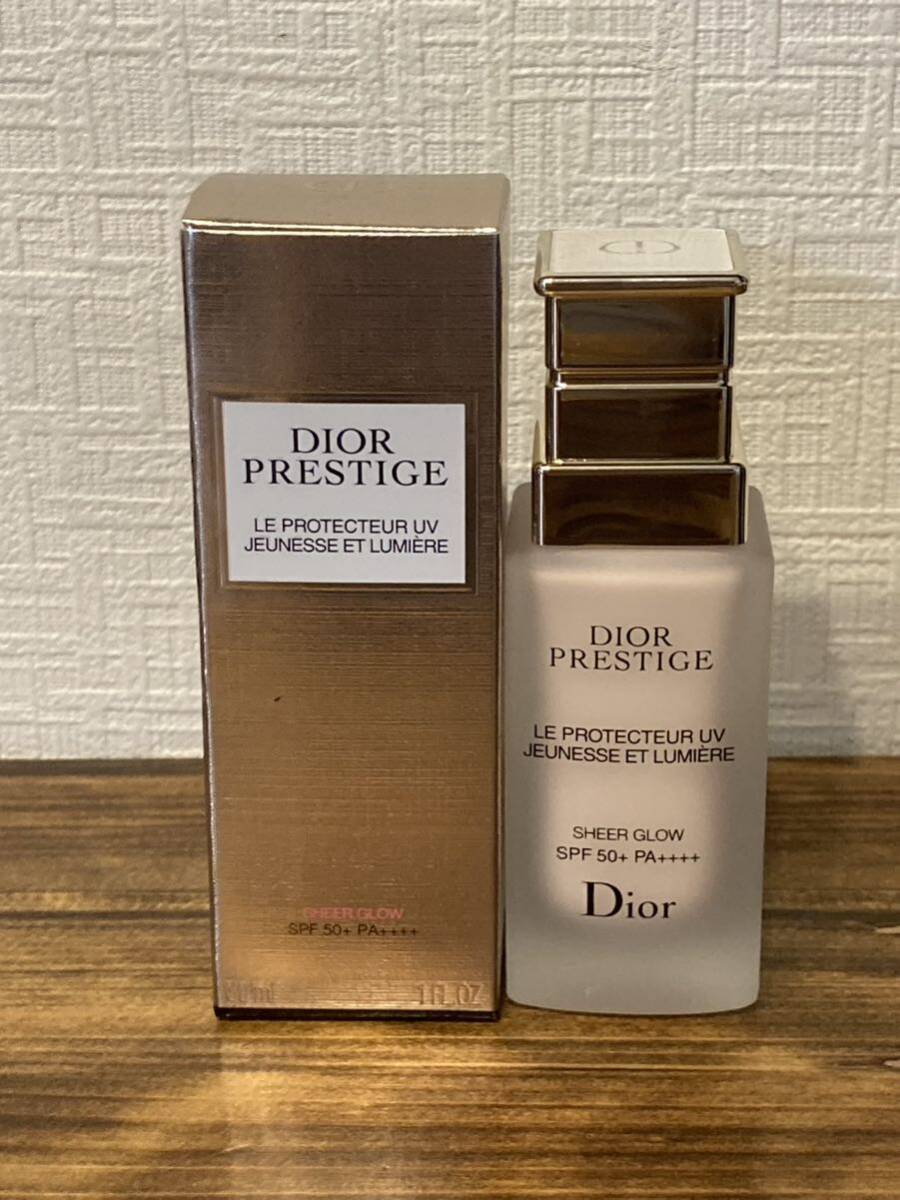 DIOR
PRESTIGE
LE PROTECTEUR UV
JEUNESSE ET LUMIÈRE
SHEER GLOW
SPF 50+ PA++++
1 FL.OZ
DIOR
PRESTIGE
LE PROTECTEUR UV
JEUNESSE ET LUMIÈRE
SHEER GLOW
SPF 50+ PA++++
Dior